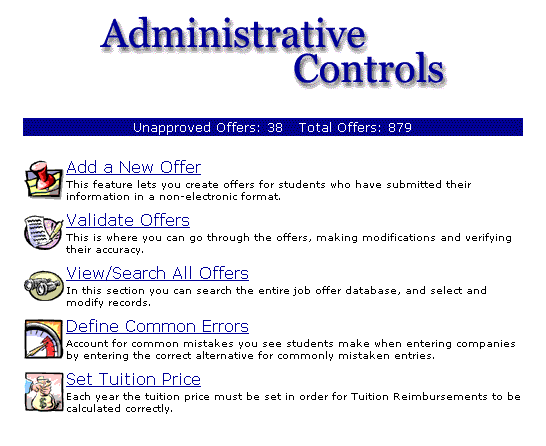 Administrative
Controls
Unapproved Offers: 38 Total Offers: 879
Add a New Offer
This feature lets you create offers for students who have submitted their
information in a non-electronic format.
Validate Offers
This is where you can go through the offers, making modifications and verifying
their accuracy.
View/Search All Offers
In this section you can search the entire job offer database, and select and
modify records.
Define Common Errors
Account for common mistakes you see students make when entering companies
by entering the correct alternative for commonly mistaken entries.
Set Tuition Price
Each year the tuition price must be set in order for Tuition Reimbursements to be
calculated correctly.